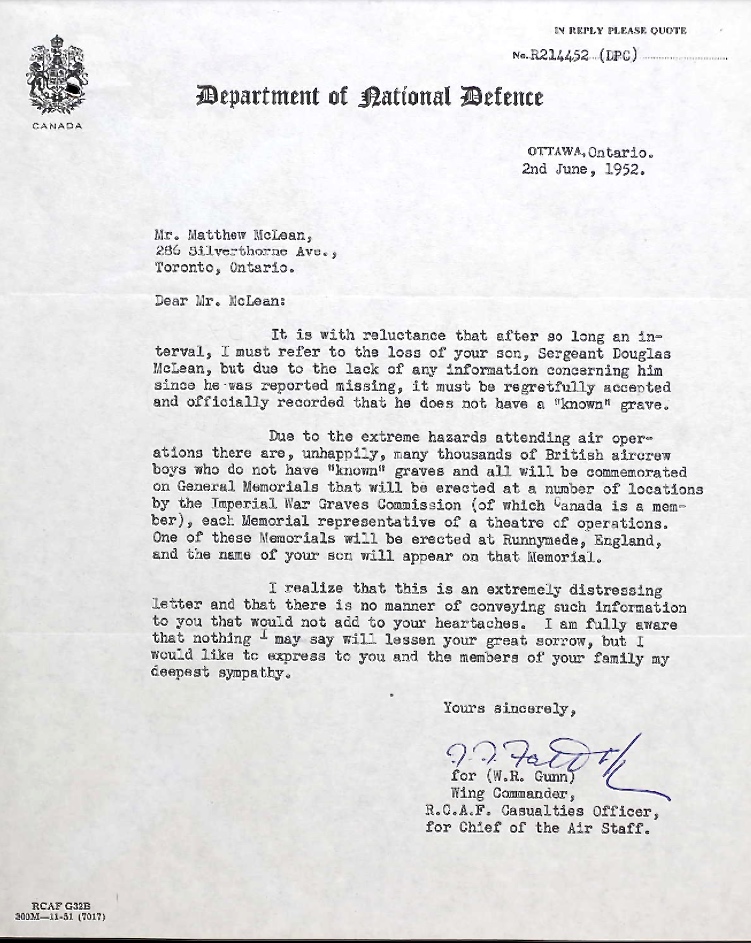 IN REPLY PLEASE QUOTE
No. R214452 (DPC)
CANADA
Department of National Defence
OTTAWA, Ontario.
2nd June, 1952.
Mr. Matthew McLean,
286 Silverthorne Ave.,
Toronto, Ontario.
Dear Mr. McLean:
It is with reluctance that after so long an in-
terval, I must refer to the loss of your son, Sergeant Douglas
McLean, but due to the lack of any information concerning him
since he was reported missing, it must be regretfully accepted
and officially recorded that he does not have a "known" grave.
Due to the extreme hazards attending air oper-
ations there are, unhappily, many thousands of British aircrew
boys who do not have "known" graves and all will be commemorated
on General Memorials that will be erected at a number of locations
by the Imperial War Graves Commission (of which Canada is a mem-
ber), each Memorial representative of a theatre of operations.
One of these Memorials will be erected at Runnymede, England,
and the name of your son will appear on that Memorial.
I realize that this is an extremely distressing
letter and that there is no manner of conveying such information
to you that would not add to your heartaches. I am fully aware
that nothing I may say will lessen your great sorrow, but I
would like to express to you and the members of your family my
deepest sympathy.
Yours sincerely,
for (W.R. Gunn)
Wing Commander,
R.C.A.F. Casualties Officer,
for Chief of the Air Staff.
RCAF G32B
300M—11-51 (7017)